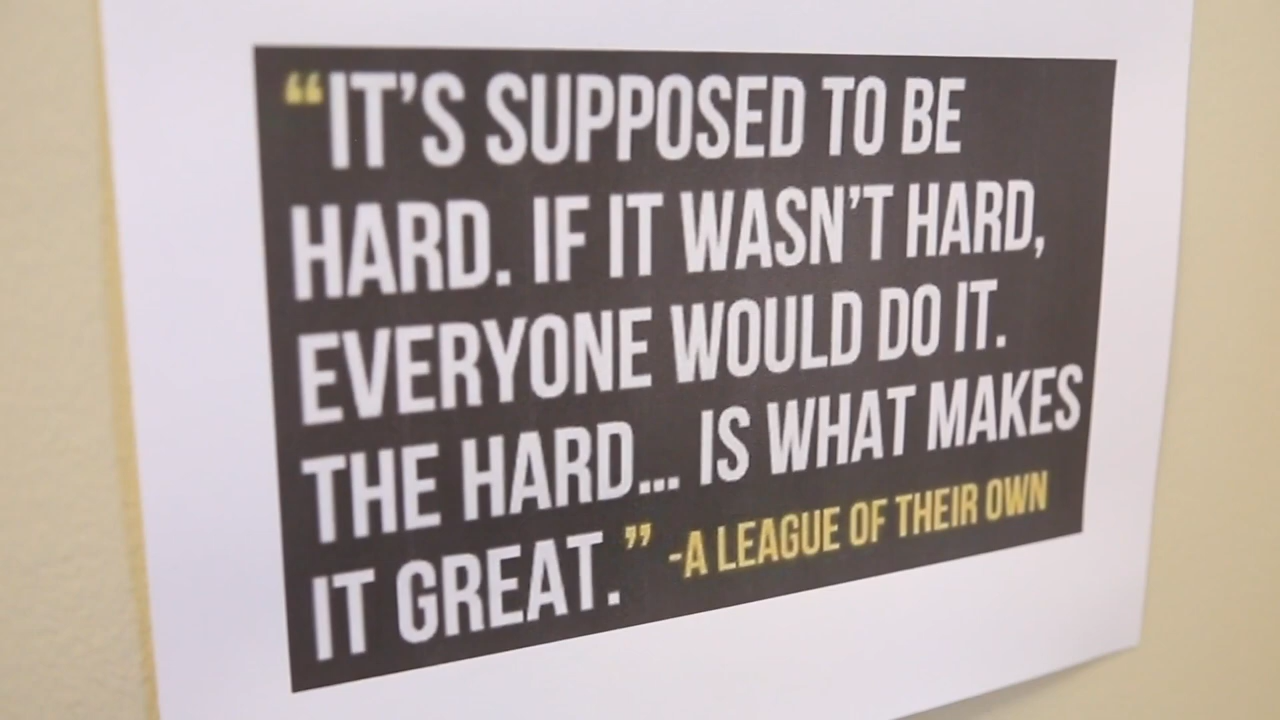 “IT’S SUPPOSED TO BE
HARD. IF IT WASN’T HARD,
EVERYONE WOULD DO IT.
THE HARD... IS WHAT MAKES
IT GREAT.” -A LEAGUE OF THEIR OWN